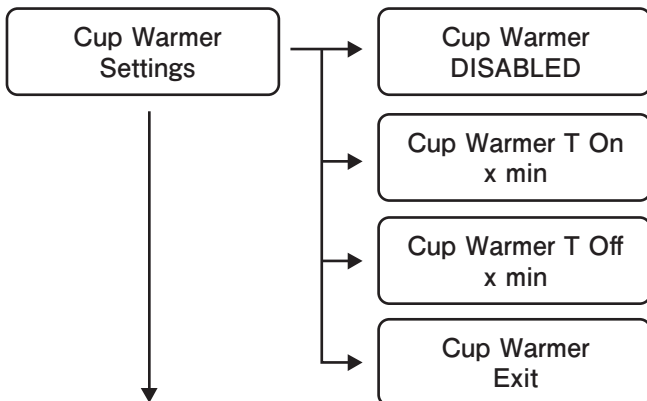 Cup Warmer
Settings
Cup Warmer
DISABLED
Cup Warmer T On
x min
Cup Warmer T Off
x min
Cup Warmer
Exit